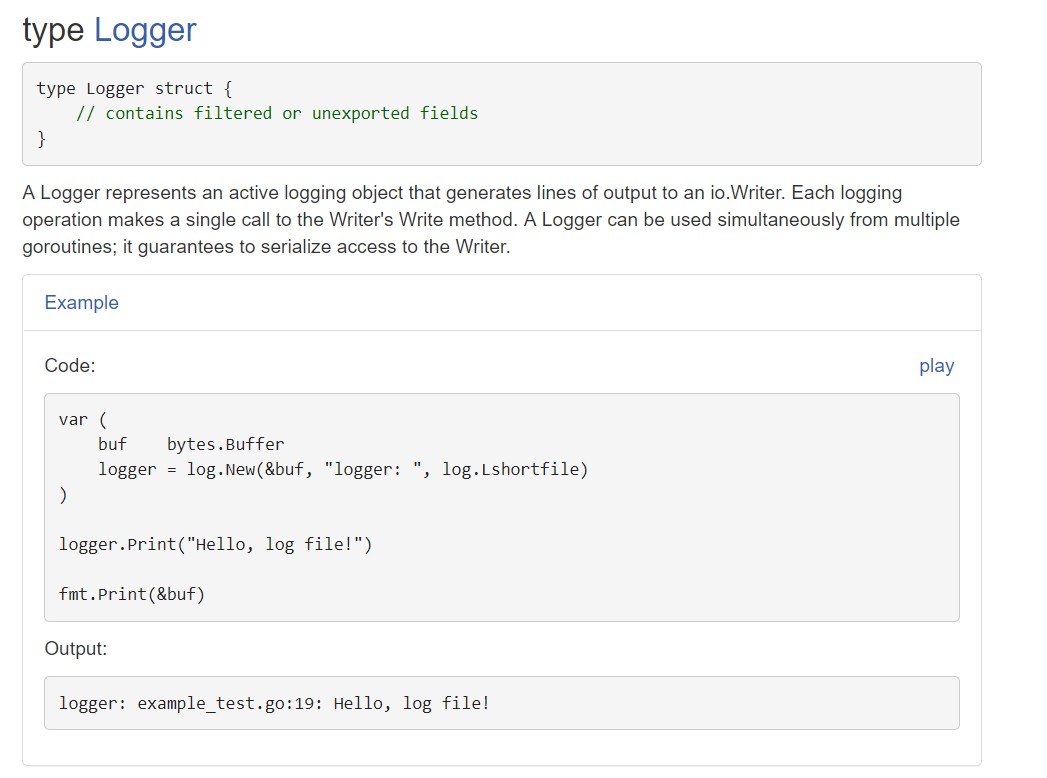 type Logger
type Logger struct {
    // contains filtered or unexported fields
}
A Logger represents an active logging object that generates lines of output to an io.Writer. Each logging
operation makes a single call to the Writer's Write method. A Logger can be used simultaneously from multiple
goroutines; it guarantees to serialize access to the Writer.
Example
Code:
play
var (
    buf    bytes.Buffer
    logger = log.New(&buf, "logger: ", log.Lshortfile)
)
logger.Print("Hello, log file!")
fmt.Print(&buf)
Output:
logger: example_test.go:19: Hello, log file!